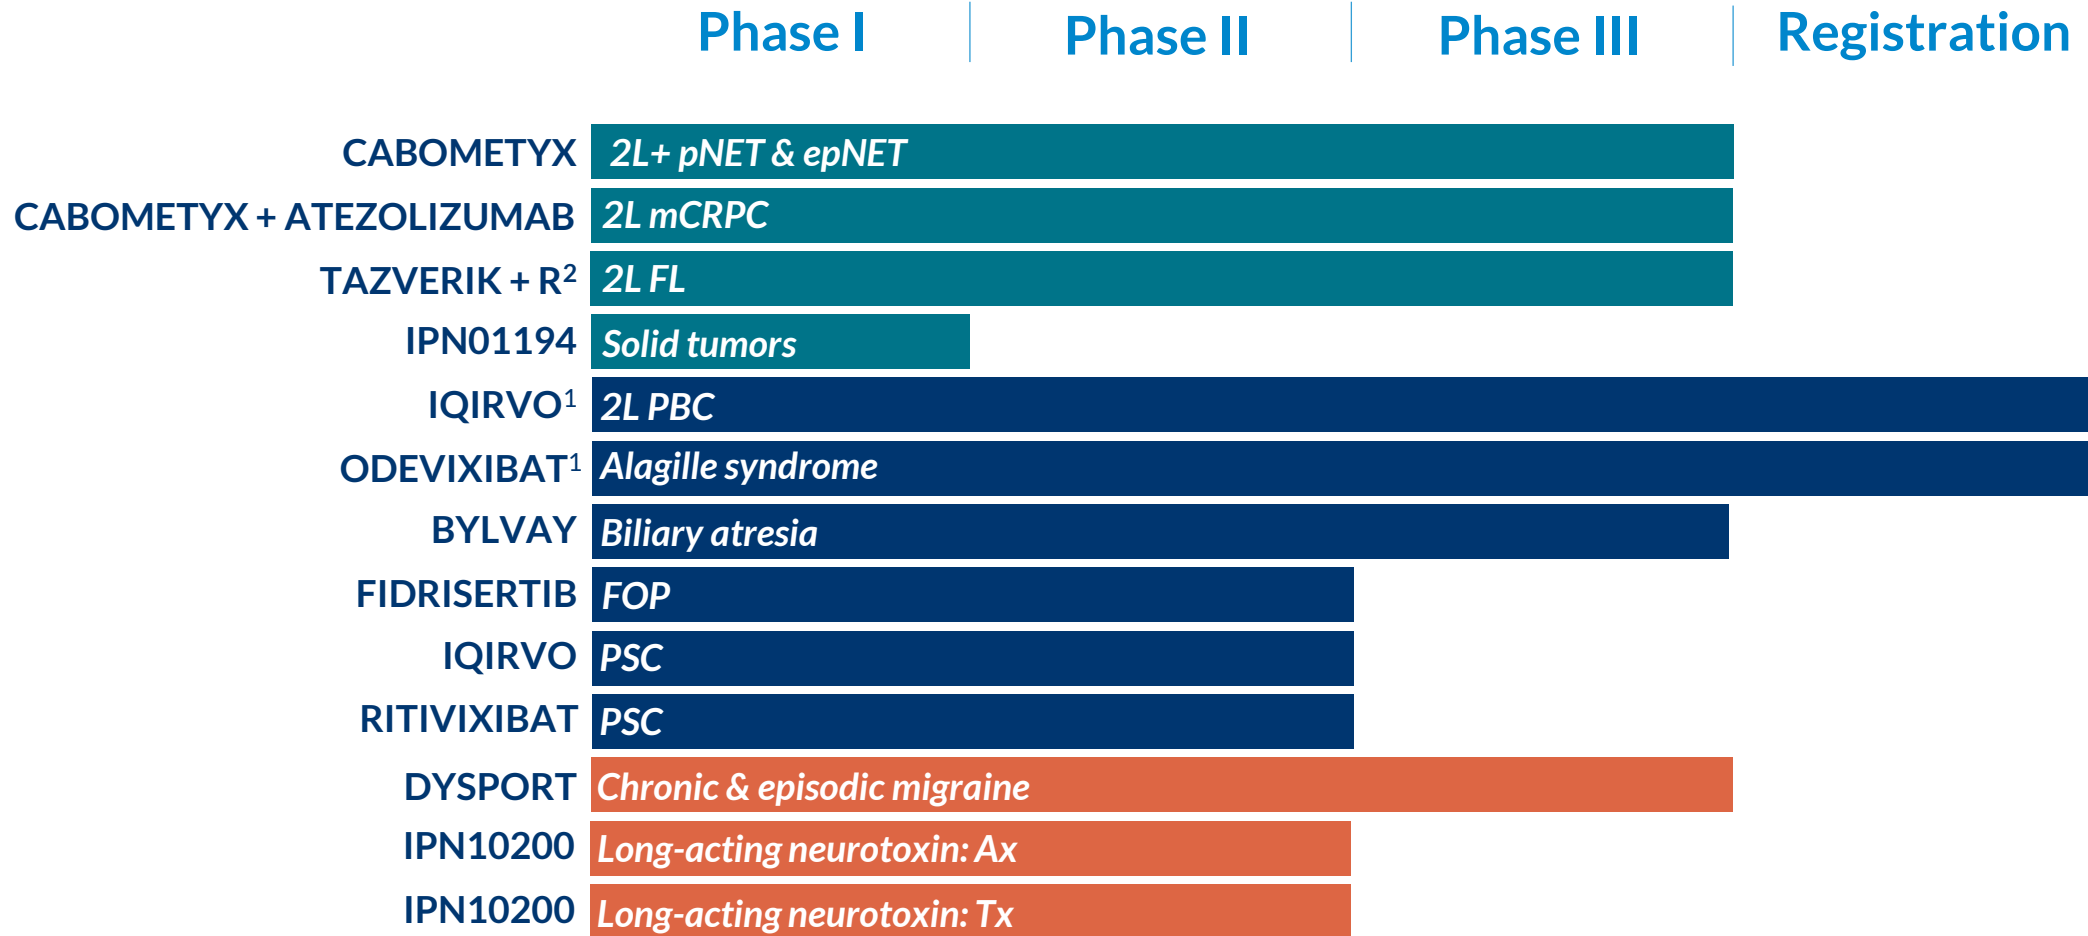 Phase I Phase II Phase III Registration
CABOMETYX 2L+ pNET & epNET
CABOMETYX + ATEZOLIZUMAB 2L mCRPC
TAZVERIK + R² 2L FL
IPN01194 Solid tumors
IQIRVO¹ 2L PBC
ODEVIXIBAT¹ Alagille syndrome
BYLVAY Biliary atresia
FIDRISERTIB FOP
IQIRVO PSC
RITIVIXIBAT PSC
DYSPORT Chronic & episodic migraine
IPN10200 Long-acting neurotoxin: Ax
IPN10200 Long-acting neurotoxin: Tx